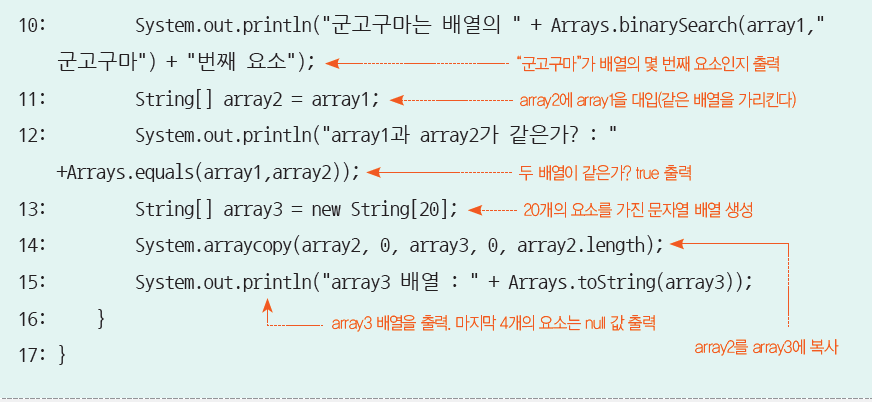 10: System.out.println("군고구마는 배열의 " + Arrays.binarySearch(array1,"
군고구마") + "번째 요소"); “군고구마”가 배열의 몇 번째 요소인지 출력
11: String[] array2 = array1; array2에 array1을 대입(같은 배열을 가리킨다)
12: System.out.println("array1과 array2가 같은가? : "
+Arrays.equals(array1,array2)); 두 배열이 같은가? true 출력
13: String[] array3 = new String[20]; 20개의 요소를 가진 문자열 배열 생성
14: System.arraycopy(array2, 0, array3, 0, array2.length);
15: System.out.println("array3 배열 : " + Arrays.toString(array3));
16: }
array3 배열을 출력. 마지막 4개의 요소는 null 값 출력
array2를 array3에 복사
17: }